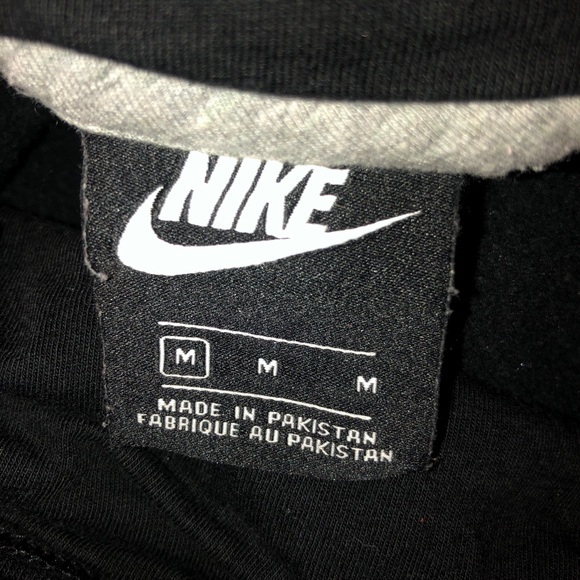 NIKE
M M M
MADE IN PAKISTAN
FABRIQUE AU PAKISTAN